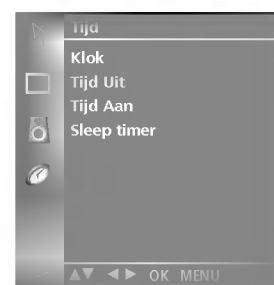 Tijd
Klok
Tijd Uit
Tijd Aan
Sleep timer
▲▼ ◄► OK MENU